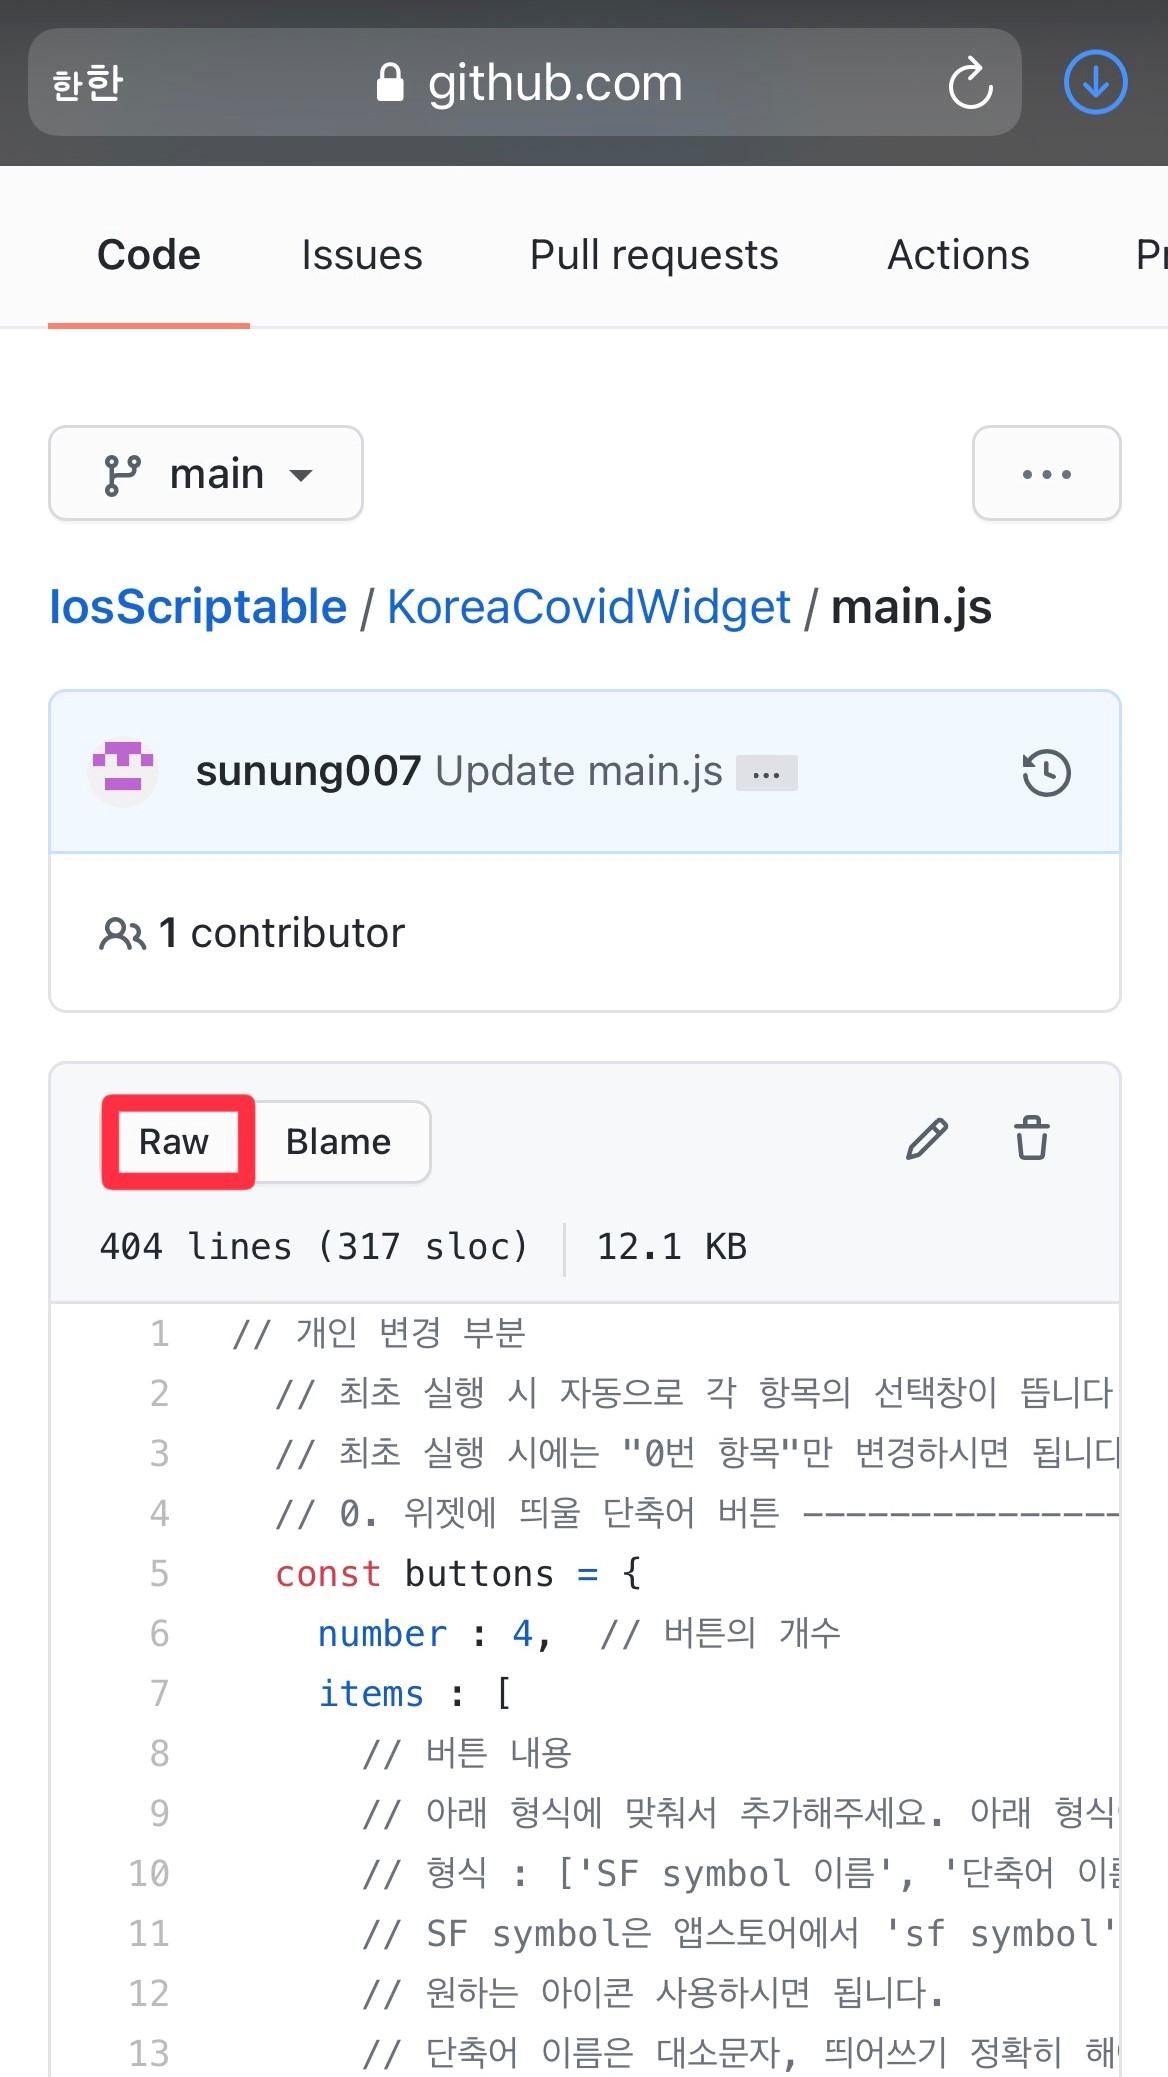 한한 github.com
Code Issues Pull requests Actions Pr
main
IosScriptable / KoreaCovidWidget / main.js
sunung007 Update main.js ...
1 contributor
Raw Blame
404 lines (317 sloc) 12.1 KB
1 // 개인 변경 부분
2 // 최초 실행 시 자동으로 각 항목의 선택창이 뜹니다
3 // 최초 실행 시에는 "0번 항목"만 변경하시면 됩니다
4 // 0. 위젯에 띄울 단축어 버튼 ---------------
5 const buttons = {
6 number : 4, // 버튼의 개수
7 items : [
8 // 버튼 내용
9 // 아래 형식에 맞춰서 추가해주세요. 아래 형식
10 // 형식 : ['SF symbol 이름', '단축어 이름
11 // SF symbol은 앱스토어에서 'sf symbol'
12 // 원하는 아이콘 사용하시면 됩니다.
13 // 단축어 이름은 대소문자, 띄어쓰기 정확히 해